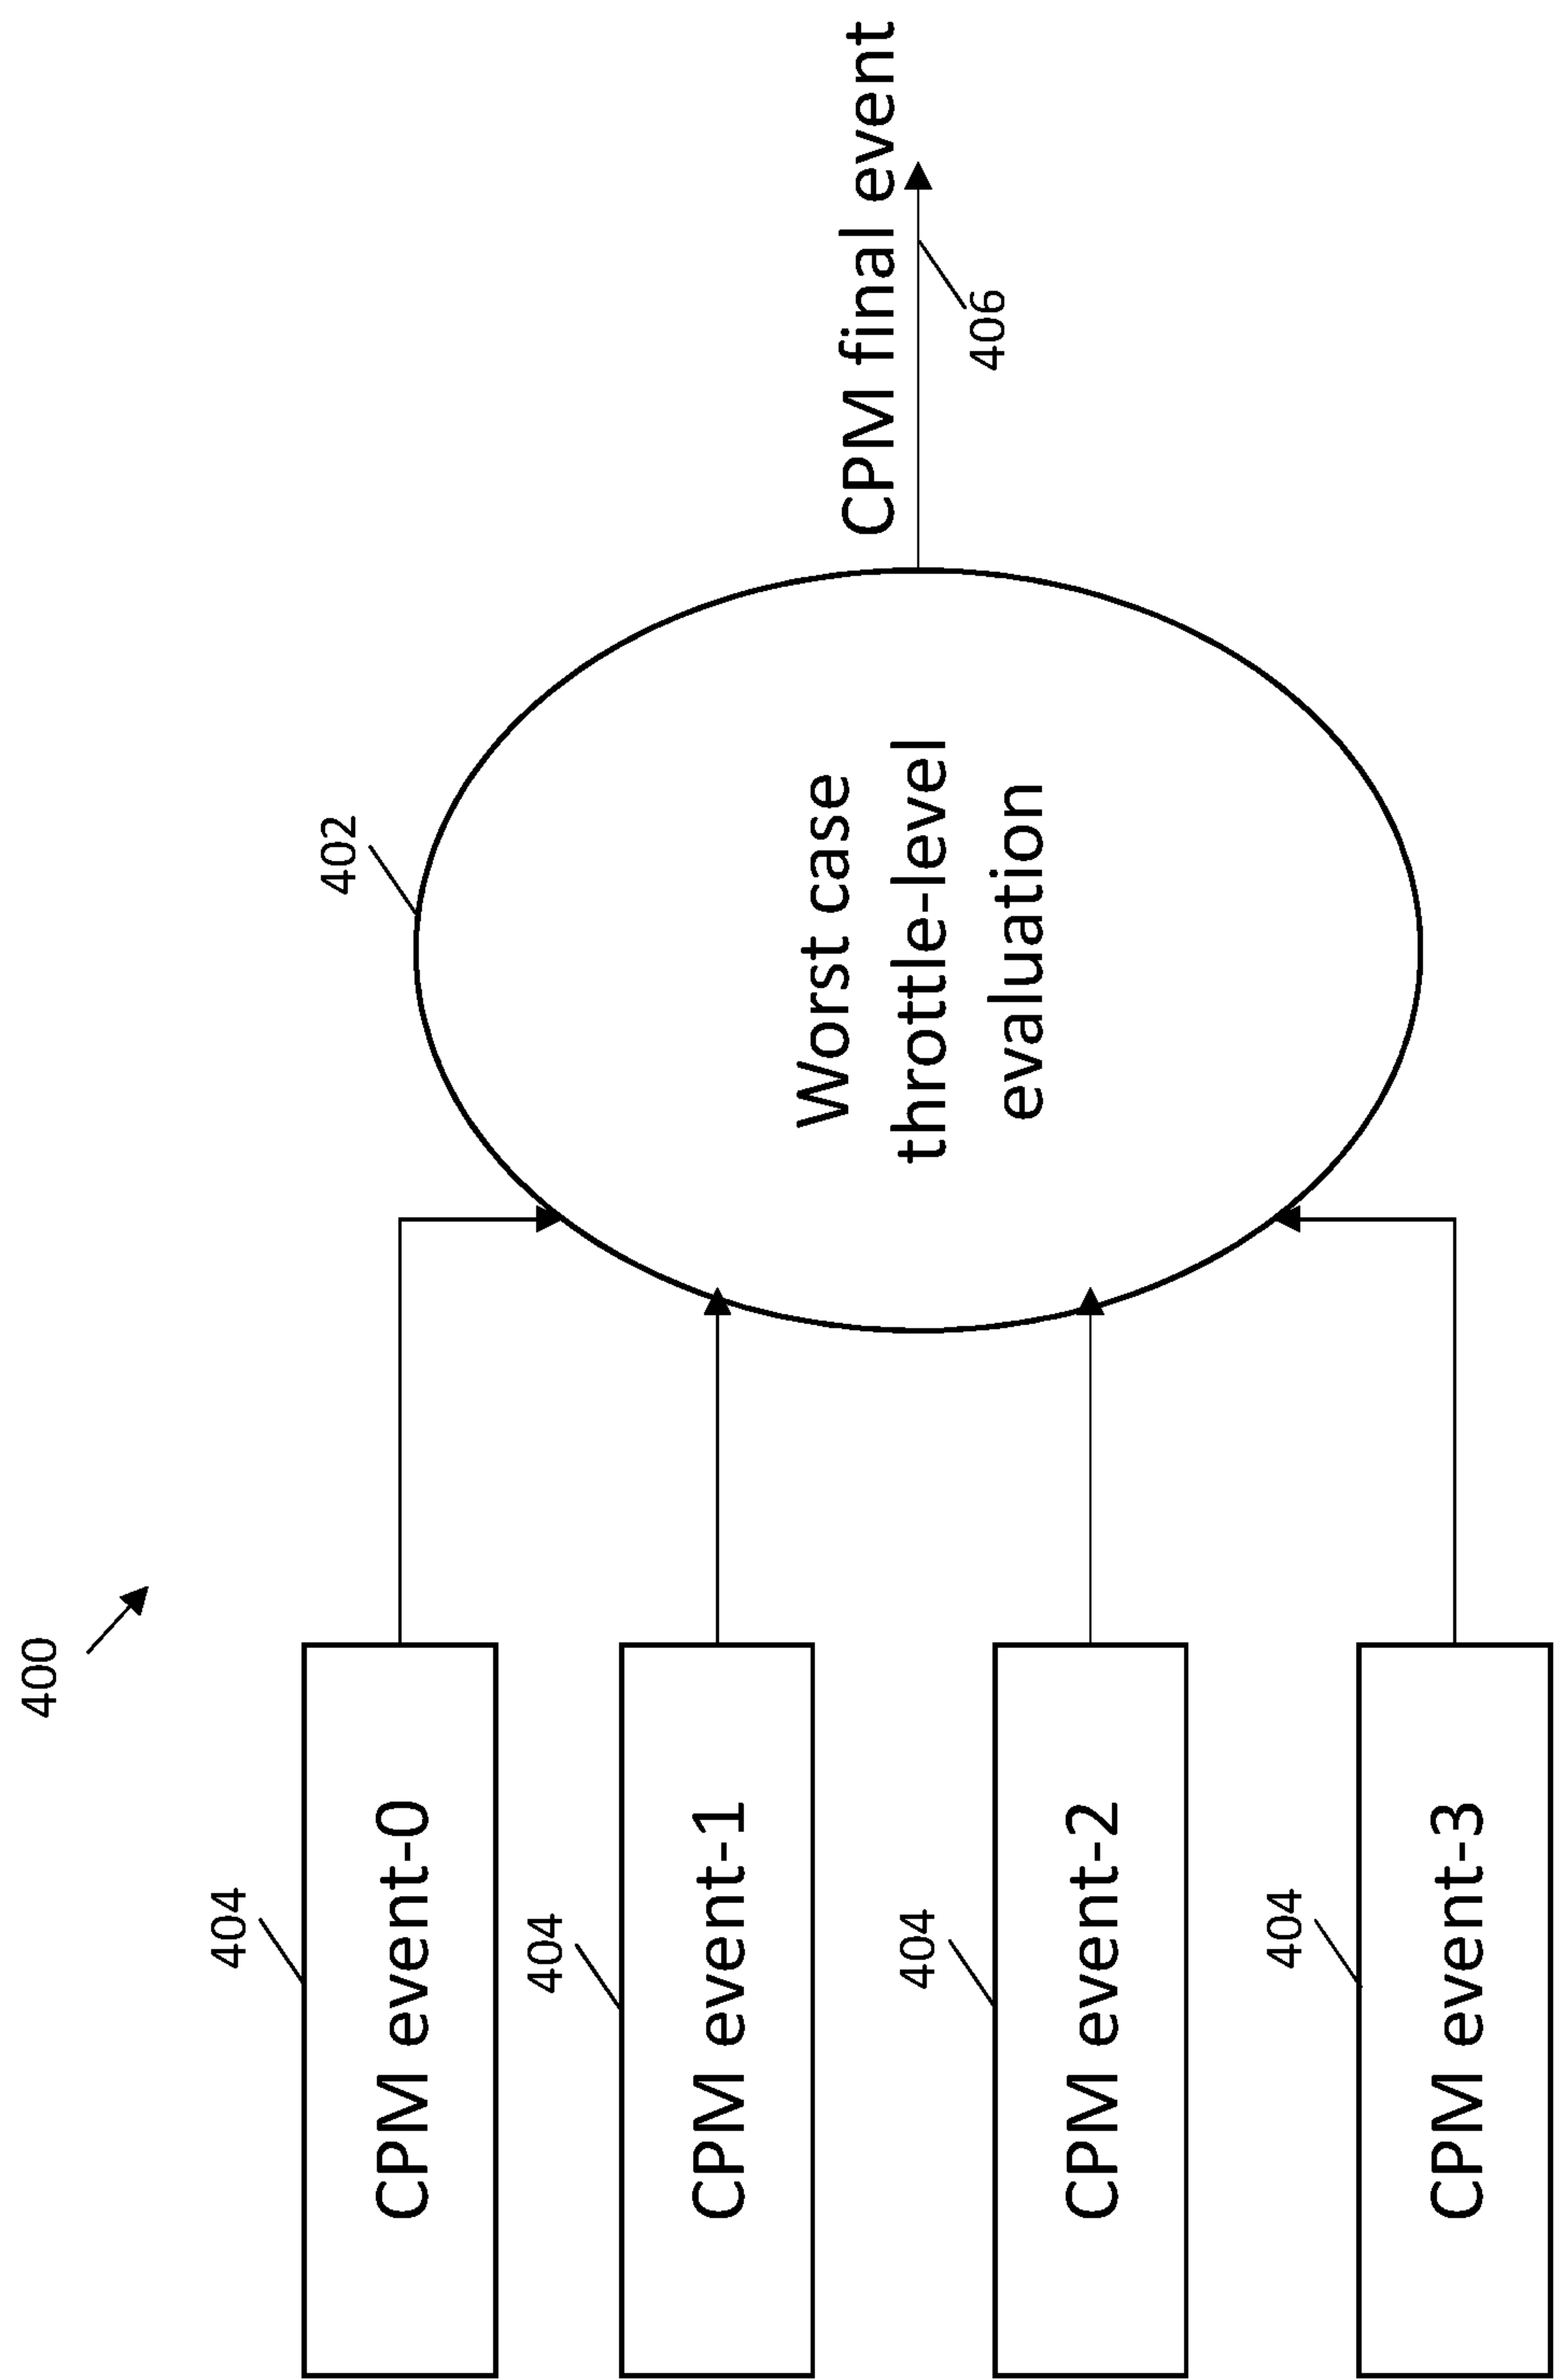 400
404
CPM event-0
404
CPM event-1
404
CPM event-2
404
CPM event-3
402
Worst case
throttle-level
evaluation
CPM final event
406